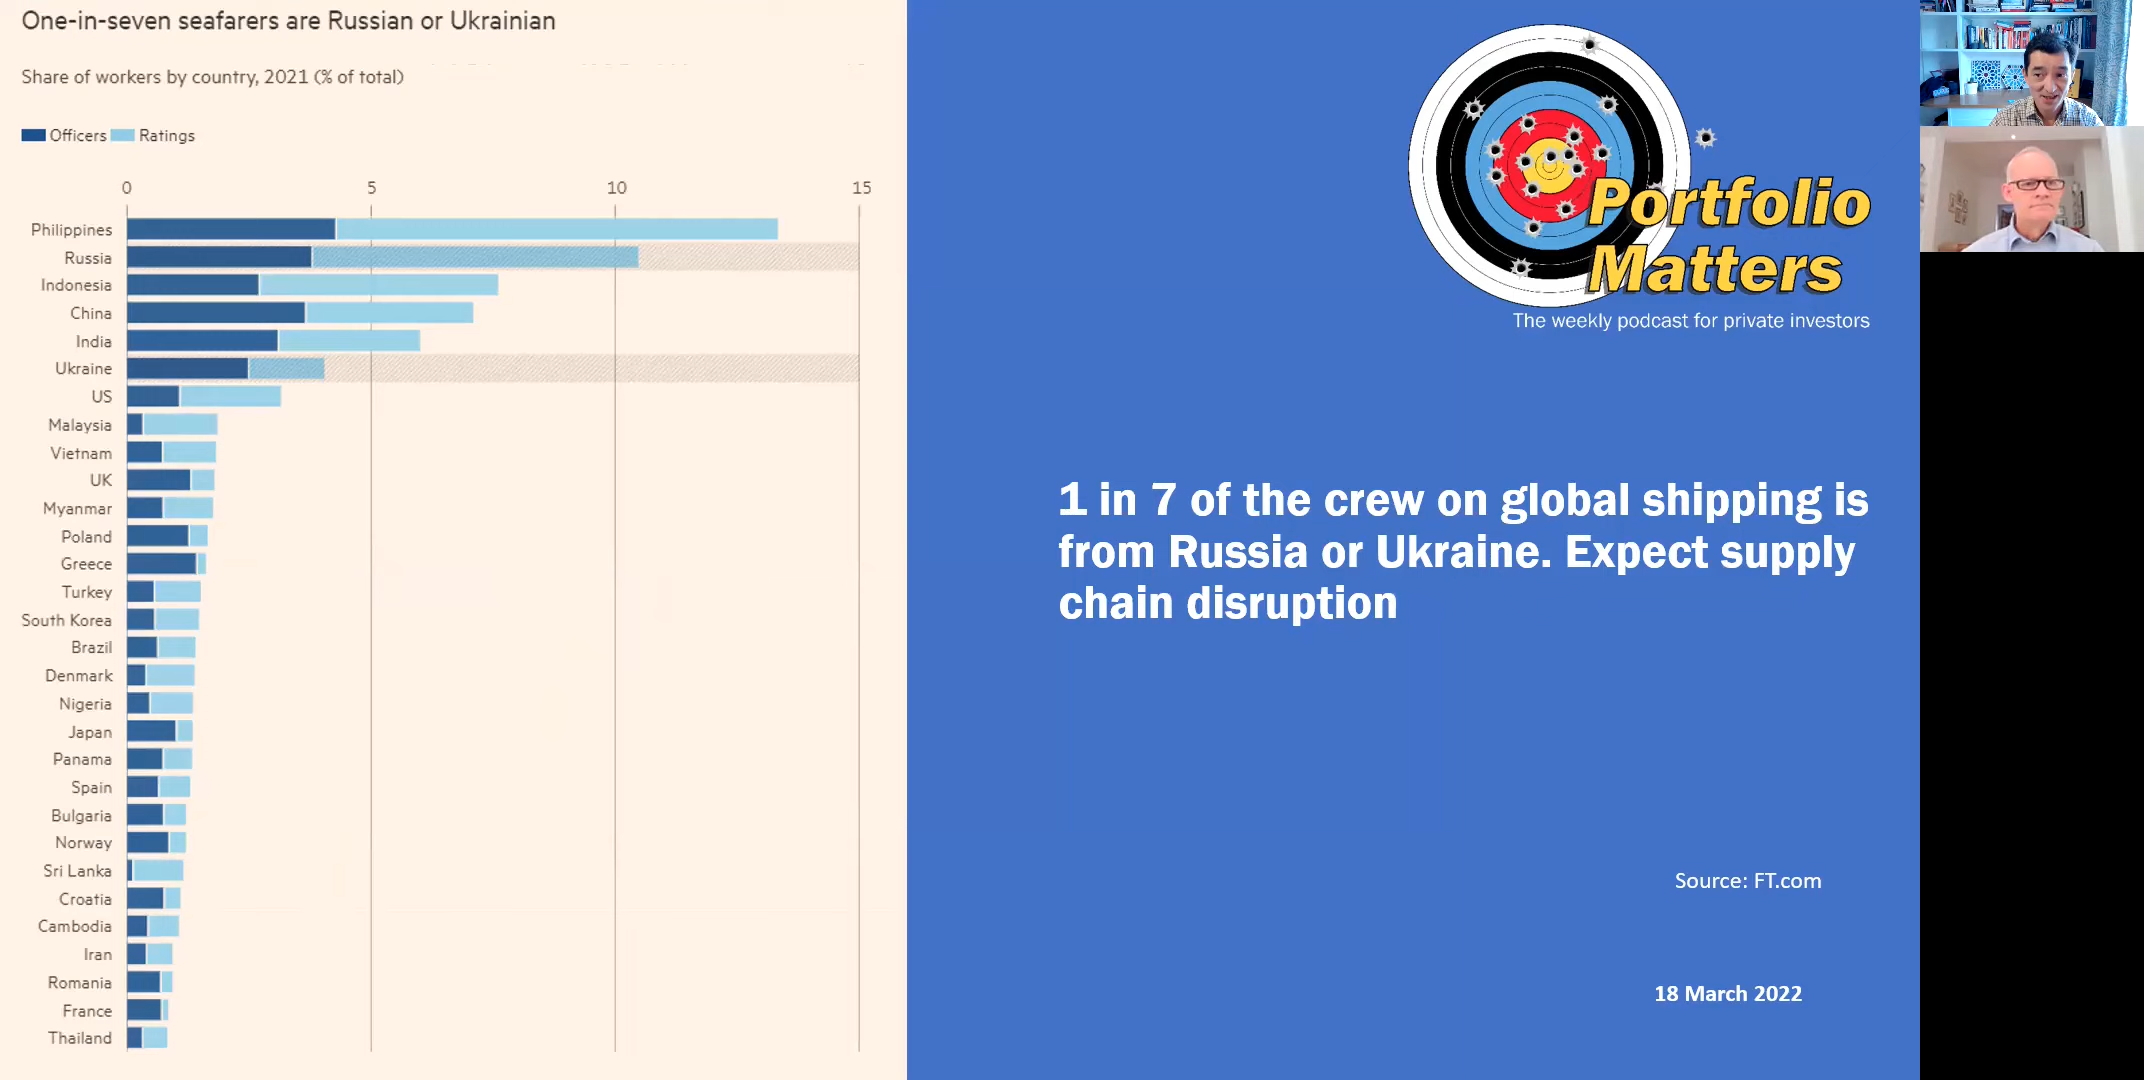 One-in-seven seafarers are Russian or Ukrainian
Share of workers by country, 2021 (% of total)
Officers Ratings
0 5 10 15
Philippines
Russia
Indonesia
China
India
Ukraine
US
Malaysia
Vietnam
UK
Myanmar
Poland
Greece
Turkey
South Korea
Brazil
Denmark
Nigeria
Japan
Panama
Spain
Bulgaria
Norway
Sri Lanka
Croatia
Cambodia
Iran
Romania
France
Thailand
Portfolio
Matters
The weekly podcast for private investors
1 in 7 of the crew on global shipping is
from Russia or Ukraine. Expect supply
chain disruption
Source: FT.com
18 March 2022